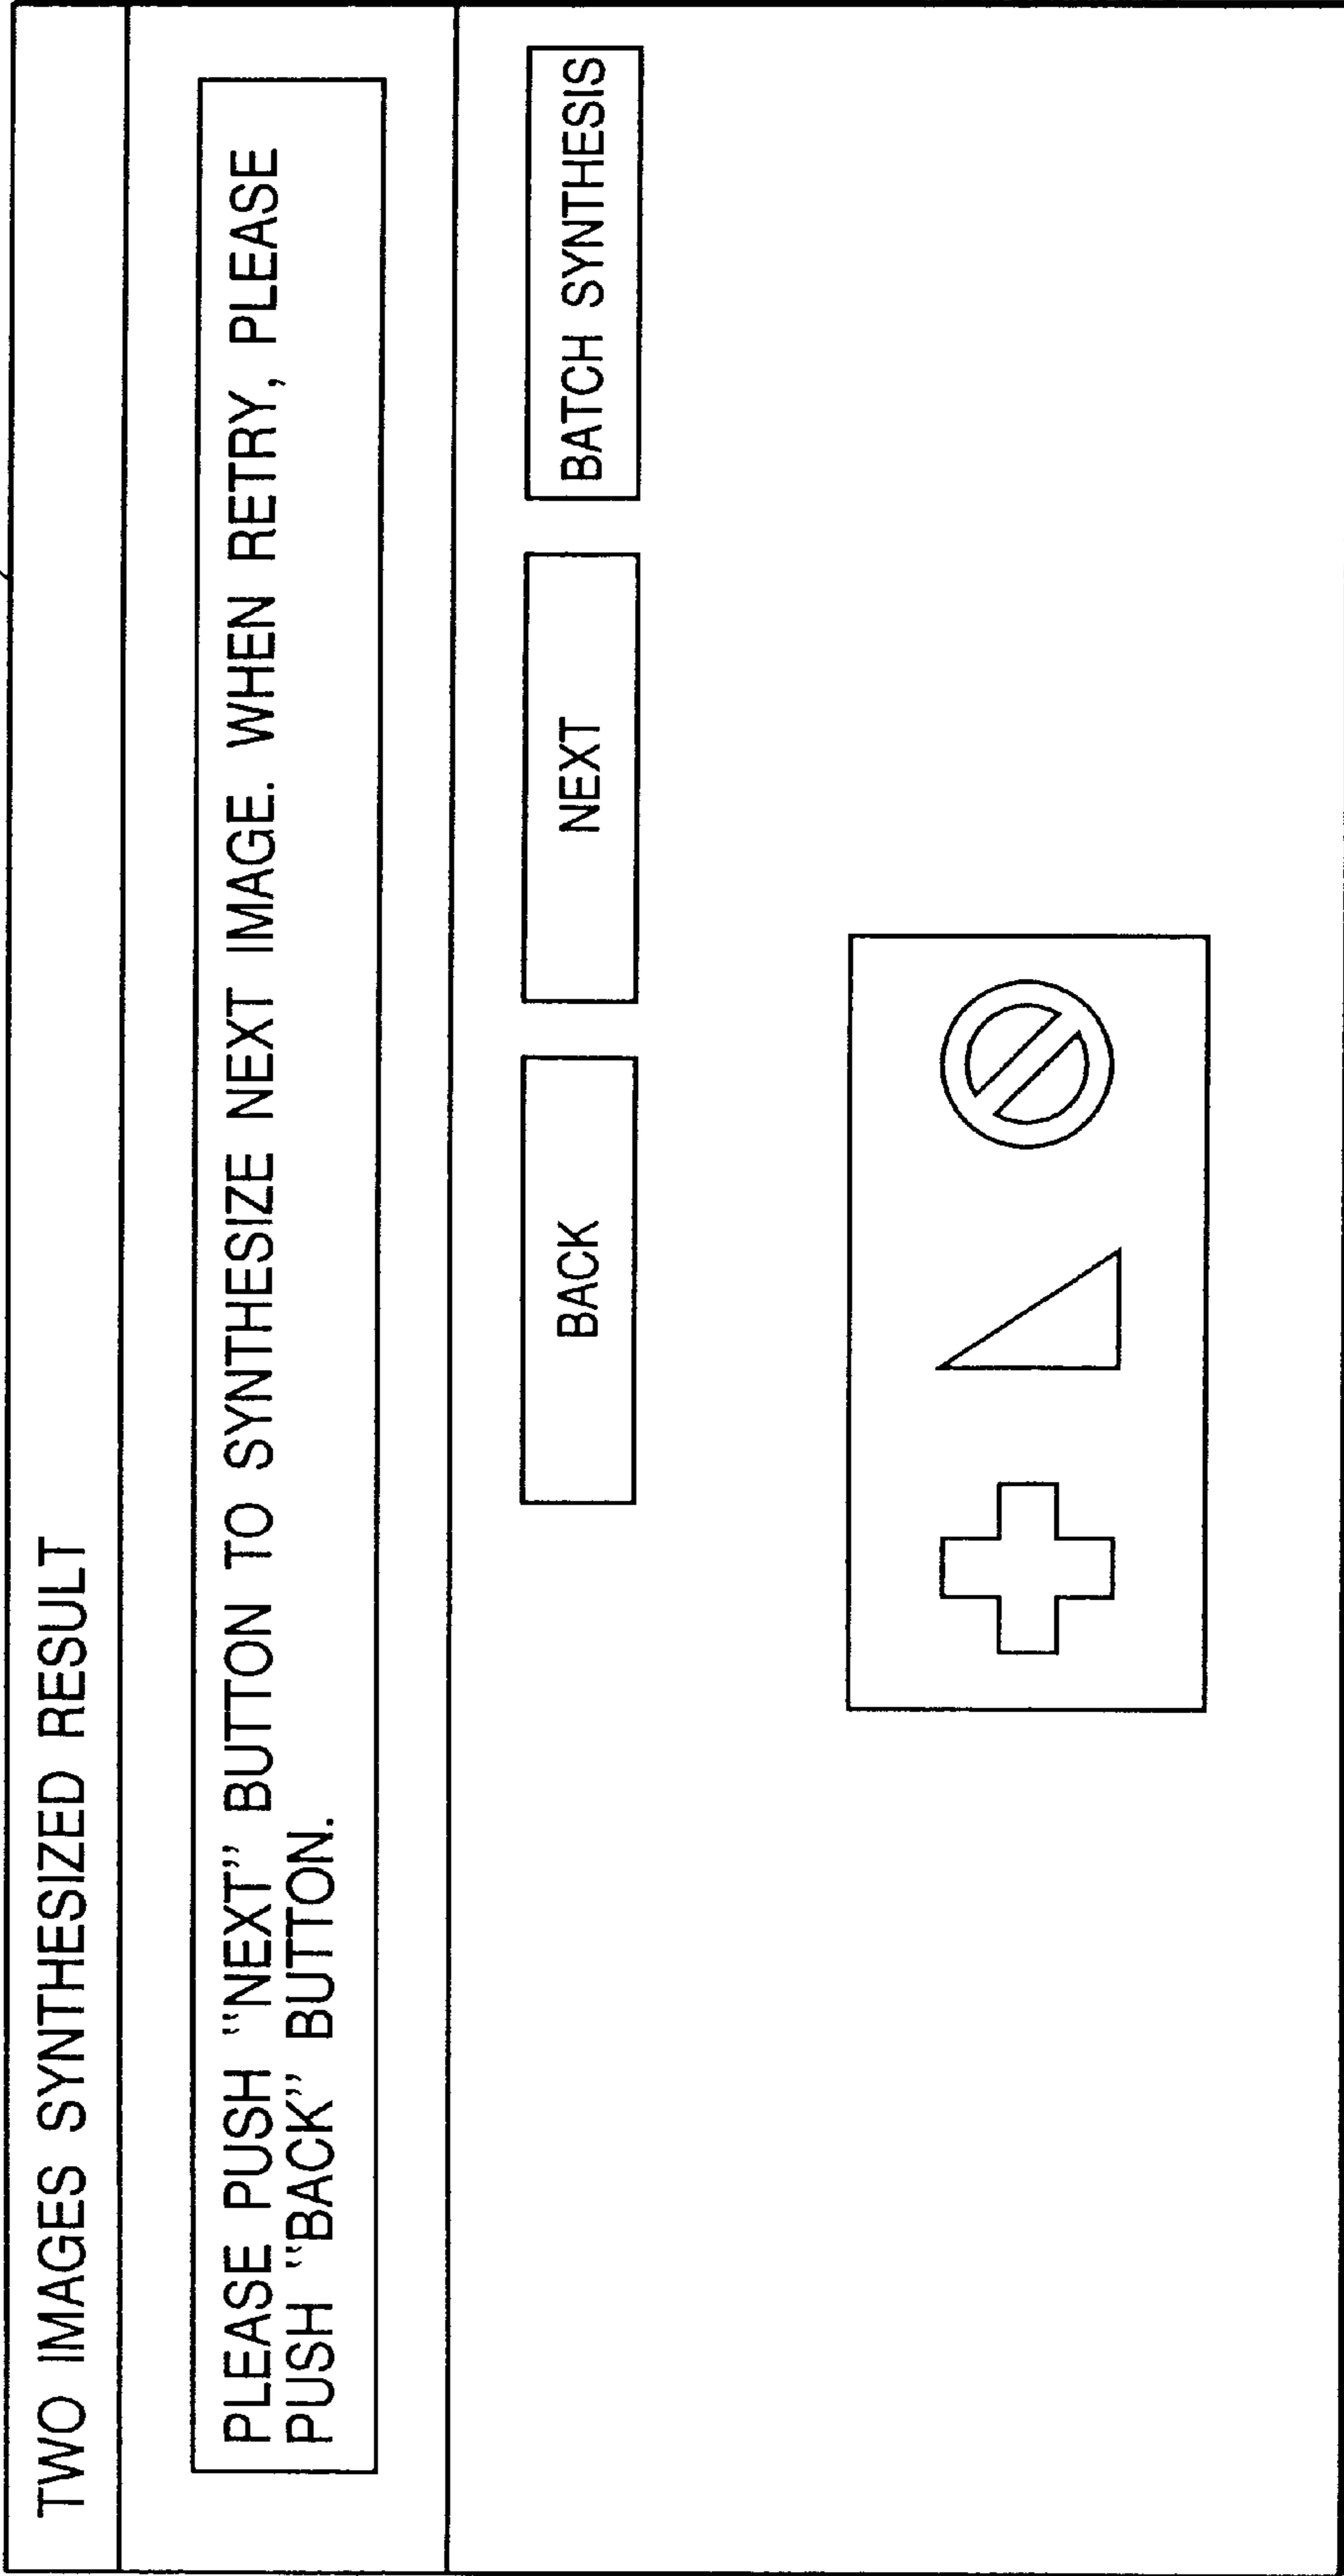 TWO IMAGES SYNTHESIZED RESULT
PLEASE PUSH "NEXT" BUTTON TO SYNTHESIZE NEXT IMAGE. WHEN RETRY, PLEASE
PUSH "BACK" BUTTON.
BACK
NEXT
BATCH SYNTHESIS